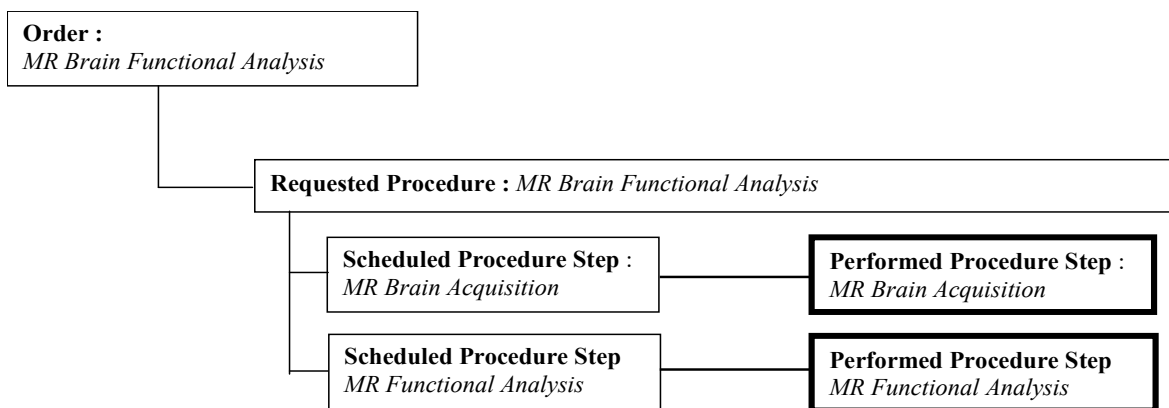 Order :
MR Brain Functional Analysis
Requested Procedure : MR Brain Functional Analysis
Scheduled Procedure Step :
MR Brain Acquisition
Performed Procedure Step :
MR Brain Acquisition
Scheduled Procedure Step
MR Functional Analysis
Performed Procedure Step
MR Functional Analysis